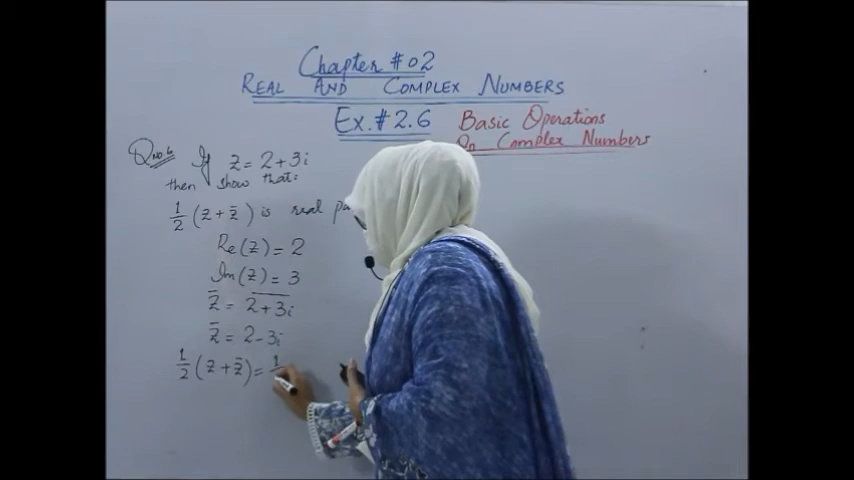 Chapter #02
REAL AND COMPLEX NUMBERS
Ex.#2.6 Basic Operations
On Complex Numbers
Q no.6 If z = 2+3i
then show that:
1/2 (z + z̄) is real
Re(z) = 2
Im(z) = 3
z̄ = \overline{2+3i}
z̄ = 2-3i
1/2 (z + z̄) = 1